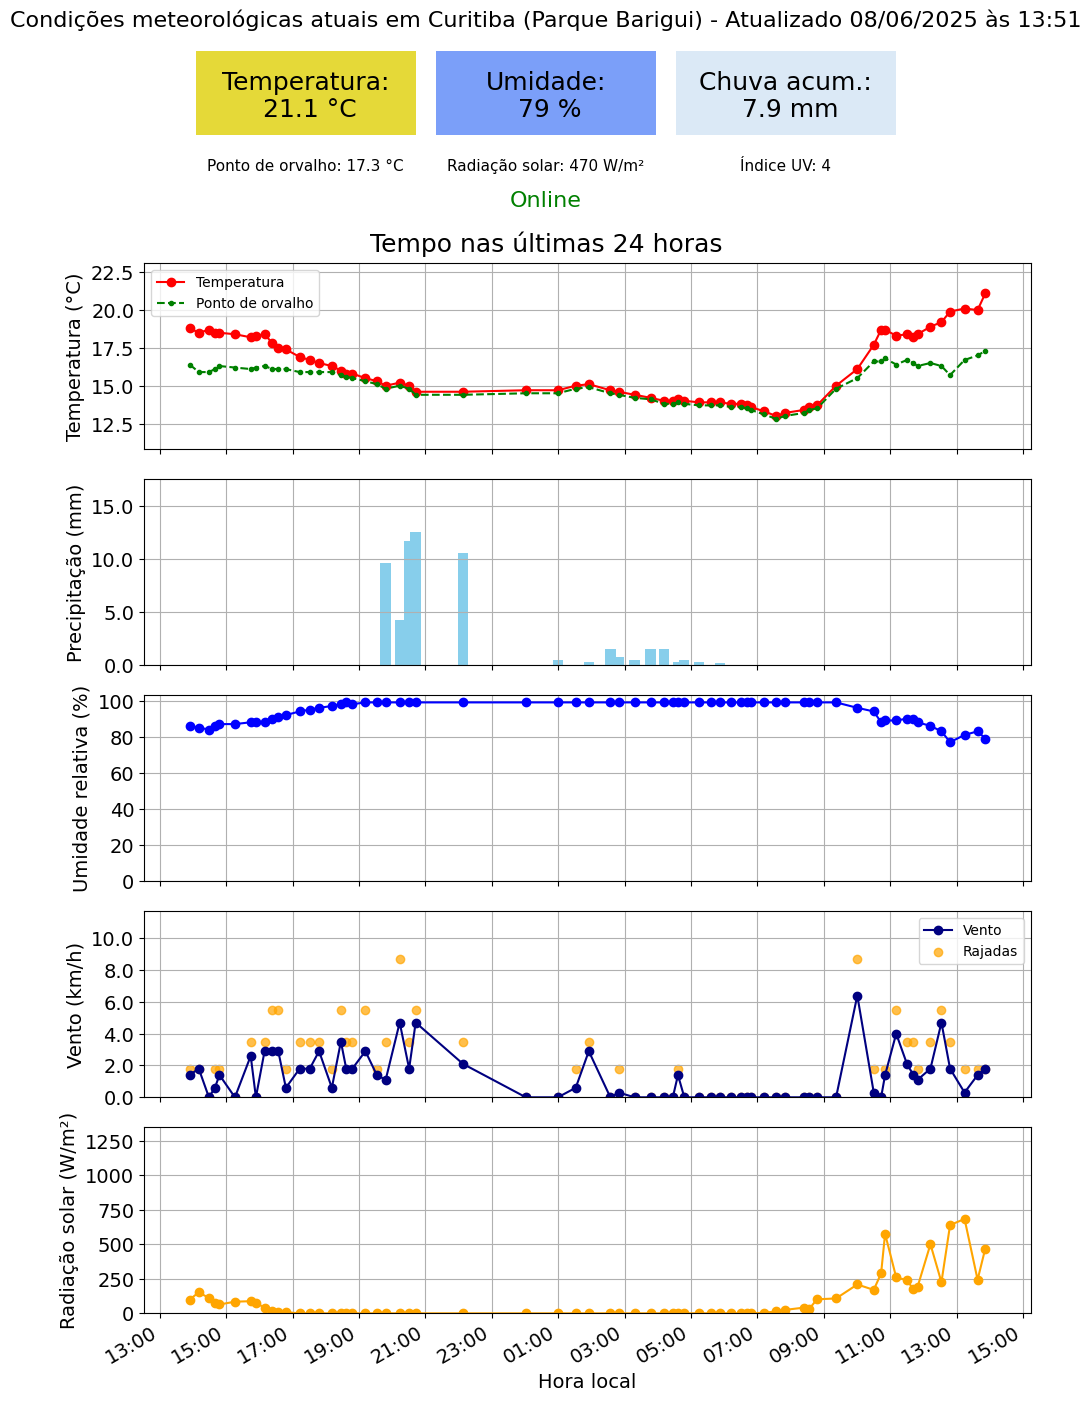 Condições meteorológicas atuais em Curitiba (Parque Barigui) - Atualizado 08/06/2025 às 13:51
Temperatura:
21.1 °C
Umidade:
79 %
Chuva acum.:
7.9 mm
Ponto de orvalho: 17.3 °C
Radiação solar: 470 W/m²
Índice UV: 4
Online
Tempo nas últimas 24 horas
Temperatura (°C)
22.5
20.0
17.5
15.0
12.5
Temperatura
Ponto de orvalho
Precipitação (mm)
15.0
10.0
5.0
0.0
Umidade relativa (%)
100
80
60
40
20
0
Vento (km/h)
10.0
8.0
6.0
4.0
2.0
0.0
Vento
Rajadas
Radiação solar (W/m²)
1250
1000
750
500
250
0
13:00
15:00
17:00
19:00
21:00
23:00
01:00
03:00
05:00
07:00
09:00
11:00
13:00
15:00
Hora local